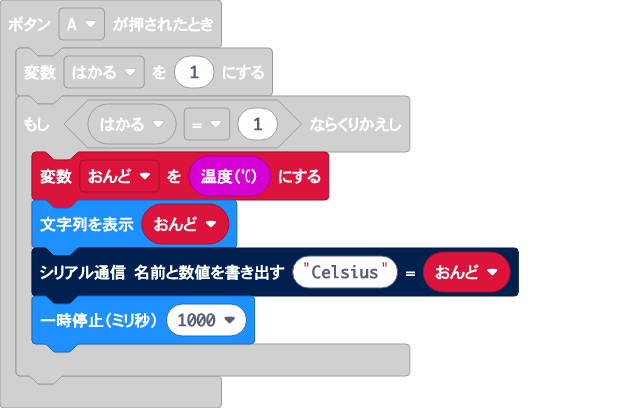 ボタン A が押されたとき
変数 はかる を 1 にする
もし はかる = 1 ならくりかえし
変数 おんど を 温度(℃) にする
文字列を表示 おんど
シリアル通信 名前と数値を書き出す "Celsius" = おんど
一時停止(ミリ秒) 1000